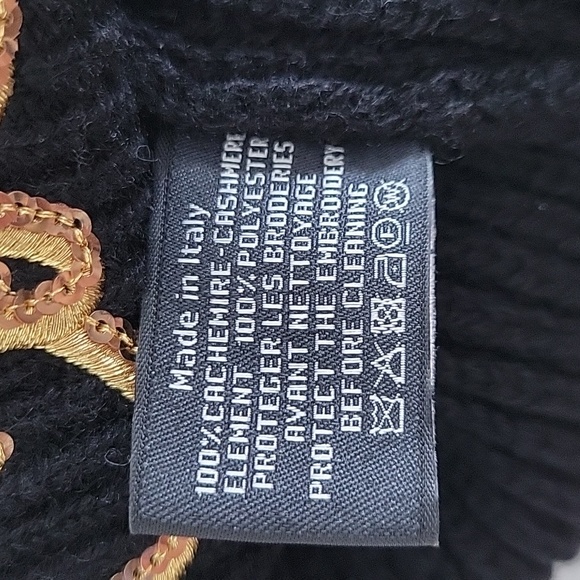 Made in Italy
100% CACHEMIRE-CASHMERE
ELEMENT 100% POLYESTER
PROTEGER LES BRODERIES
AVANT NETTOYAGE
PROTECT THE EMBROIDERY
BEFORE CLEANING